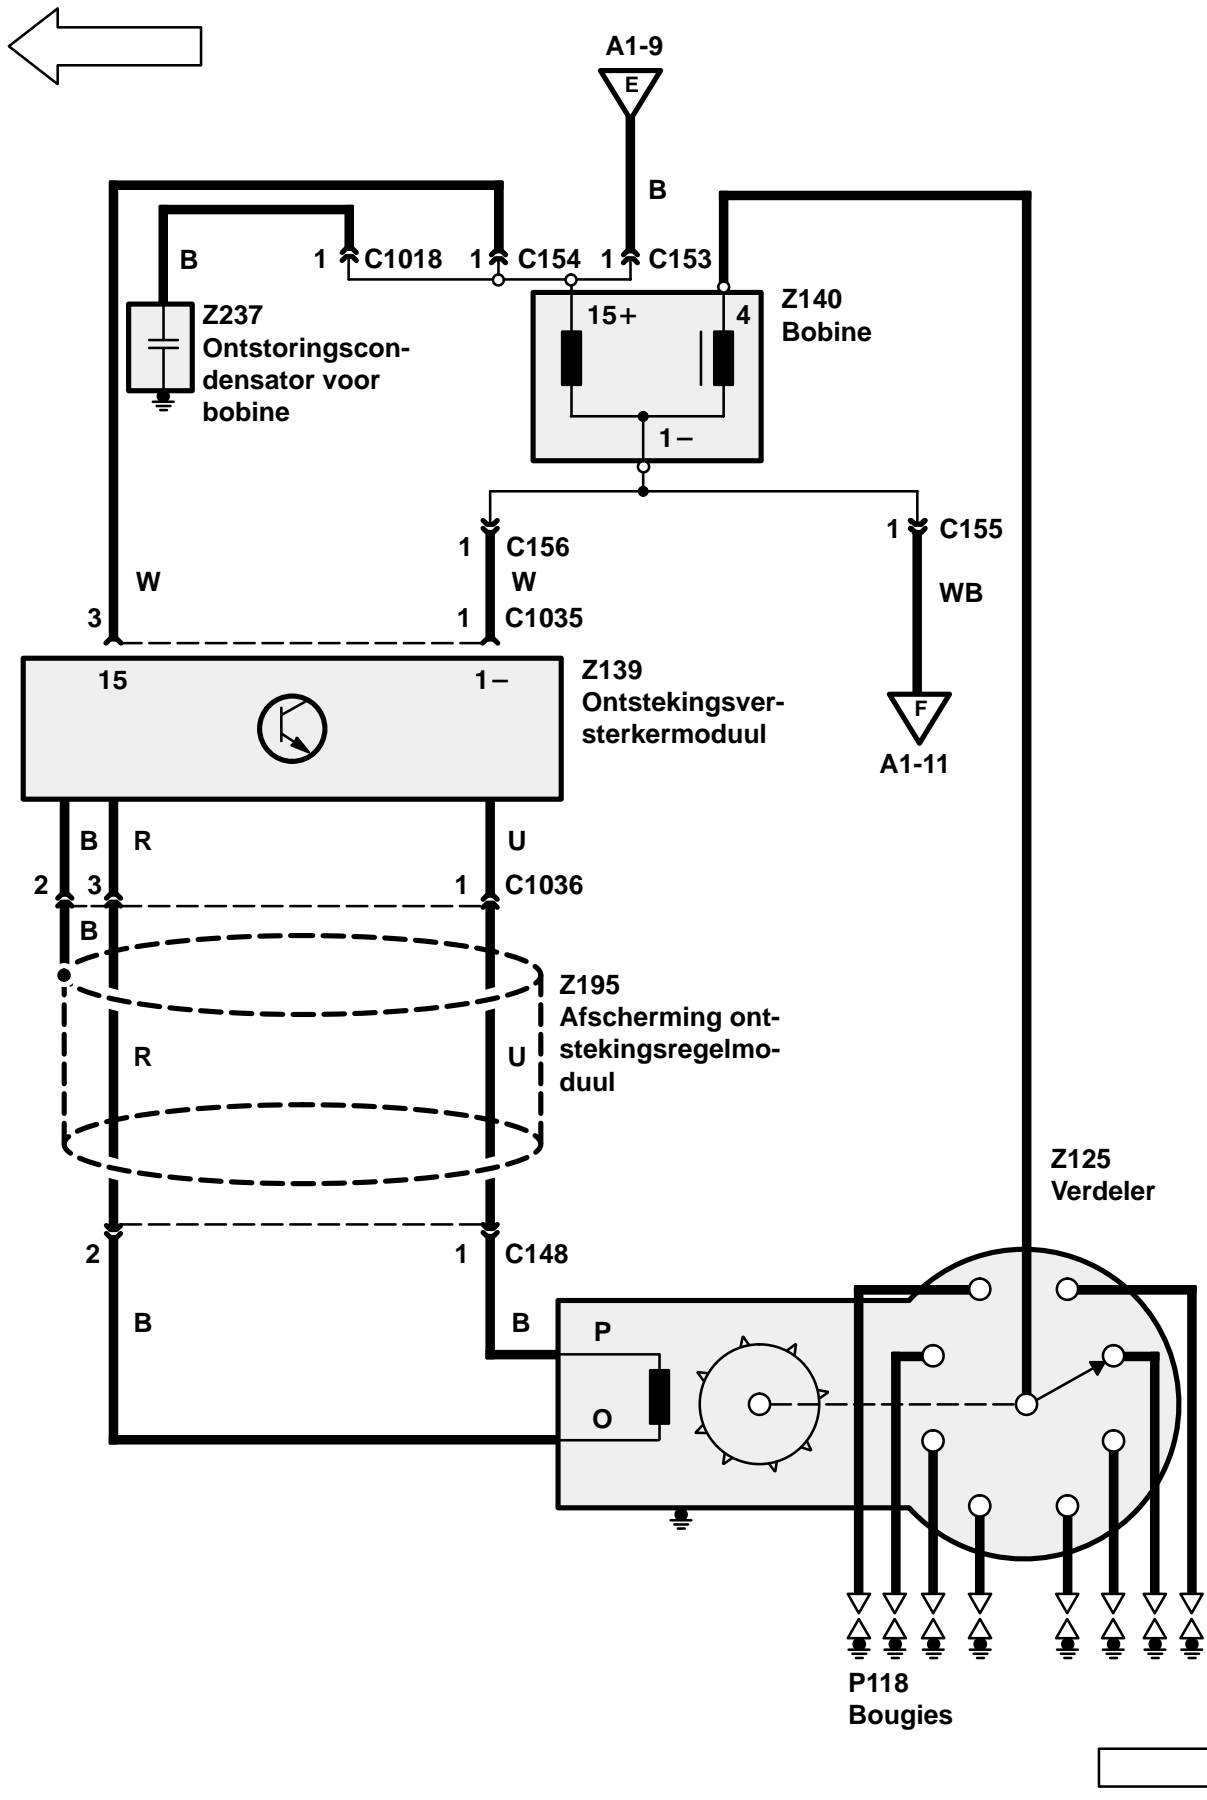 A1-9
E
B
B
1 C1018
1 C154
1 C153
Z237
Ontstoringscon-
densator voor
bobine
15+
4
1−
Z140
Bobine
1 C156
W
W
3
1 C1035
1 C155
WB
F
A1-11
15
1−
Z139
Ontstekingsver-
sterkermoduul
B R
U
2 3
1 C1036
B
R
U
Z195
Afscherming ont-
stekingsregelmo-
duul
Z125
Verdeler
2
1 C148
B
B
P
O
P118
Bougies